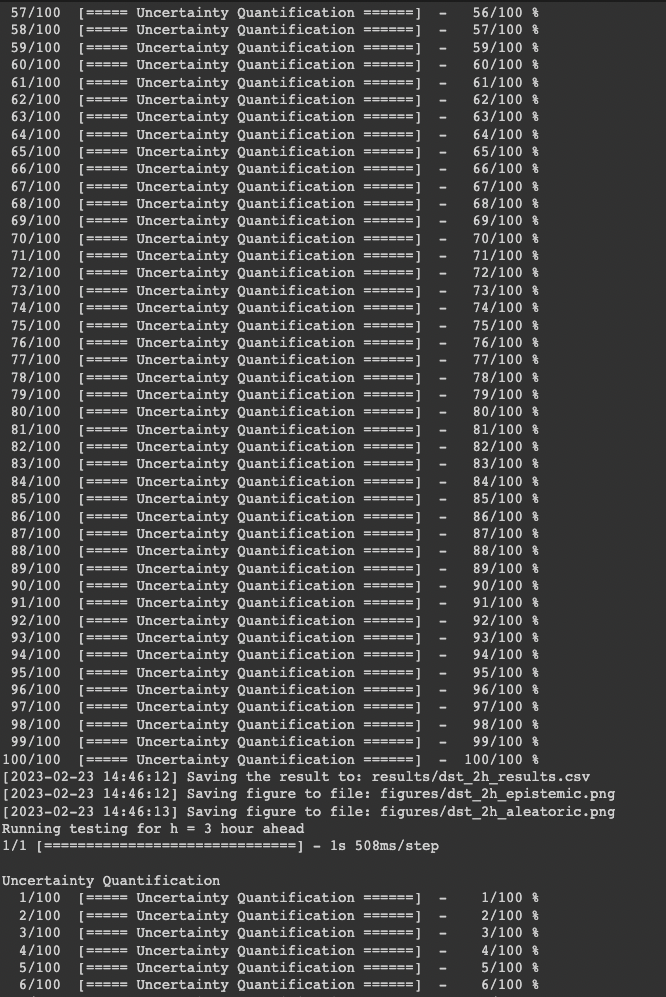 57/100 [===== Uncertainty Quantification ======] - 56/100 %
58/100 [===== Uncertainty Quantification ======] - 57/100 %
59/100 [===== Uncertainty Quantification ======] - 59/100 %
60/100 [===== Uncertainty Quantification ======] - 60/100 %
61/100 [===== Uncertainty Quantification ======] - 61/100 %
62/100 [===== Uncertainty Quantification ======] - 62/100 %
63/100 [===== Uncertainty Quantification ======] - 63/100 %
64/100 [===== Uncertainty Quantification ======] - 64/100 %
65/100 [===== Uncertainty Quantification ======] - 65/100 %
66/100 [===== Uncertainty Quantification ======] - 66/100 %
67/100 [===== Uncertainty Quantification ======] - 67/100 %
68/100 [===== Uncertainty Quantification ======] - 68/100 %
69/100 [===== Uncertainty Quantification ======] - 69/100 %
70/100 [===== Uncertainty Quantification ======] - 70/100 %
71/100 [===== Uncertainty Quantification ======] - 71/100 %
72/100 [===== Uncertainty Quantification ======] - 72/100 %
73/100 [===== Uncertainty Quantification ======] - 73/100 %
74/100 [===== Uncertainty Quantification ======] - 74/100 %
75/100 [===== Uncertainty Quantification ======] - 75/100 %
76/100 [===== Uncertainty Quantification ======] - 76/100 %
77/100 [===== Uncertainty Quantification ======] - 77/100 %
78/100 [===== Uncertainty Quantification ======] - 78/100 %
79/100 [===== Uncertainty Quantification ======] - 79/100 %
80/100 [===== Uncertainty Quantification ======] - 80/100 %
81/100 [===== Uncertainty Quantification ======] - 81/100 %
82/100 [===== Uncertainty Quantification ======] - 82/100 %
83/100 [===== Uncertainty Quantification ======] - 83/100 %
84/100 [===== Uncertainty Quantification ======] - 84/100 %
85/100 [===== Uncertainty Quantification ======] - 85/100 %
86/100 [===== Uncertainty Quantification ======] - 86/100 %
87/100 [===== Uncertainty Quantification ======] - 87/100 %
88/100 [===== Uncertainty Quantification ======] - 88/100 %
89/100 [===== Uncertainty Quantification ======] - 89/100 %
90/100 [===== Uncertainty Quantification ======] - 90/100 %
91/100 [===== Uncertainty Quantification ======] - 91/100 %
92/100 [===== Uncertainty Quantification ======] - 92/100 %
93/100 [===== Uncertainty Quantification ======] - 93/100 %
94/100 [===== Uncertainty Quantification ======] - 94/100 %
95/100 [===== Uncertainty Quantification ======] - 95/100 %
96/100 [===== Uncertainty Quantification ======] - 96/100 %
97/100 [===== Uncertainty Quantification ======] - 97/100 %
98/100 [===== Uncertainty Quantification ======] - 98/100 %
99/100 [===== Uncertainty Quantification ======] - 99/100 %
100/100 [===== Uncertainty Quantification ======] - 100/100 %
[2023-02-23 14:46:12] Saving the result to: results/dst_2h_results.csv
[2023-02-23 14:46:12] Saving figure to file: figures/dst_2h_epistemic.png
[2023-02-23 14:46:13] Saving figure to file: figures/dst_2h_aleatoric.png
Running testing for h = 3 hour ahead
1/1 [==============================] - 1s 508ms/step
Uncertainty Quantification
1/100 [===== Uncertainty Quantification ======] - 1/100 %
2/100 [===== Uncertainty Quantification ======] - 2/100 %
3/100 [===== Uncertainty Quantification ======] - 3/100 %
4/100 [===== Uncertainty Quantification ======] - 4/100 %
5/100 [===== Uncertainty Quantification ======] - 5/100 %
6/100 [===== Uncertainty Quantification ======] - 6/100 %